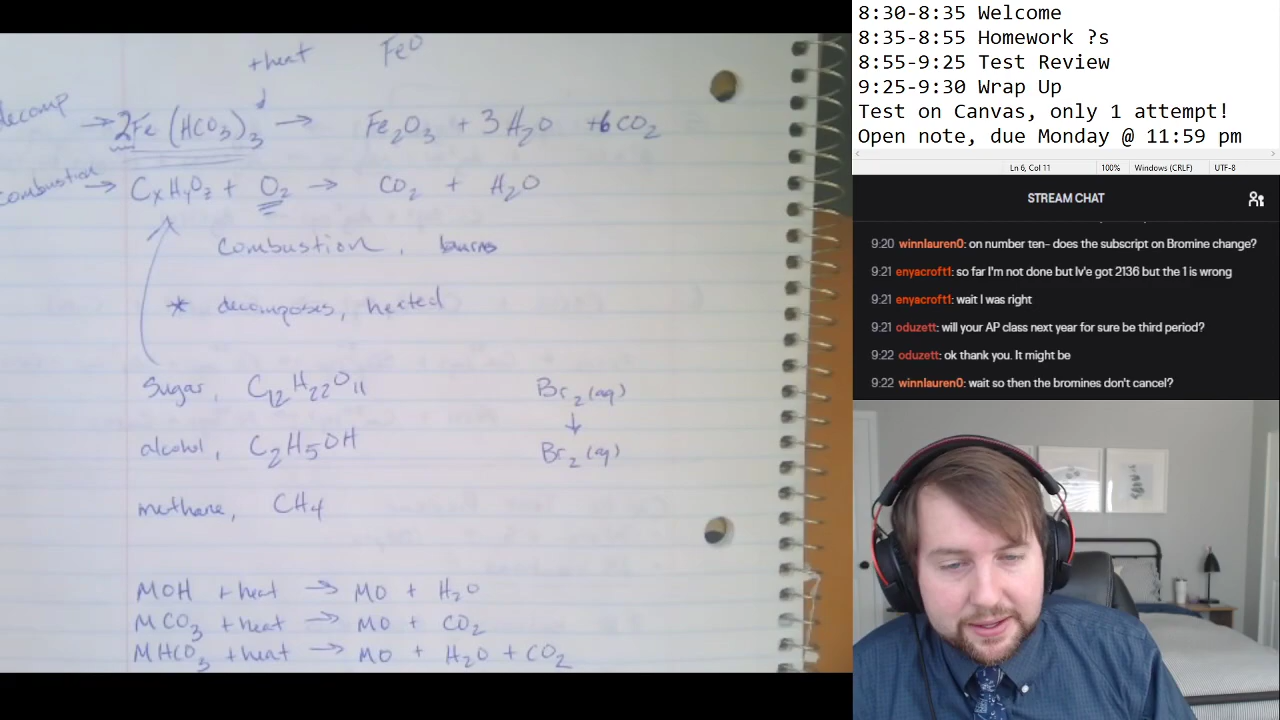 +heat FeO
decomp → 2Fe(HCO3)3 → Fe2O3 + 3H2O +6CO2
combustion → CxHyOz + O2 → CO2 + H2O
combustion, burns
* decomposes, heated
Sugar, C12H22O11
alcohol, C2H5OH
methane, CH4
Br2(aq)
↓
Br2(aq)
MOH +heat → MO + H2O
MCO3 +heat → MO + CO2
MHCO3 +heat → MO + H2O + CO2
8:30-8:35 Welcome
8:35-8:55 Homework ?s
8:55-9:25 Test Review
9:25-9:30 Wrap Up
Test on Canvas, only 1 attempt!
Open note, due Monday @ 11:59 pm
Ln 6, Col 11 100% Windows (CRLF) UTF-8
STREAM CHAT
9:20 winnlauren0: on number ten- does the subscript on Bromine change?
9:21 enyacroft1: so far I'm not done but Iv'e got 2136 but the 1 is wrong
9:21 enyacroft1: wait I was right
9:21 oduzett: will your AP class next year for sure be third period?
9:22 oduzett: ok thank you. It might be
9:22 winnlauren0: wait so then the bromines don't cancel?